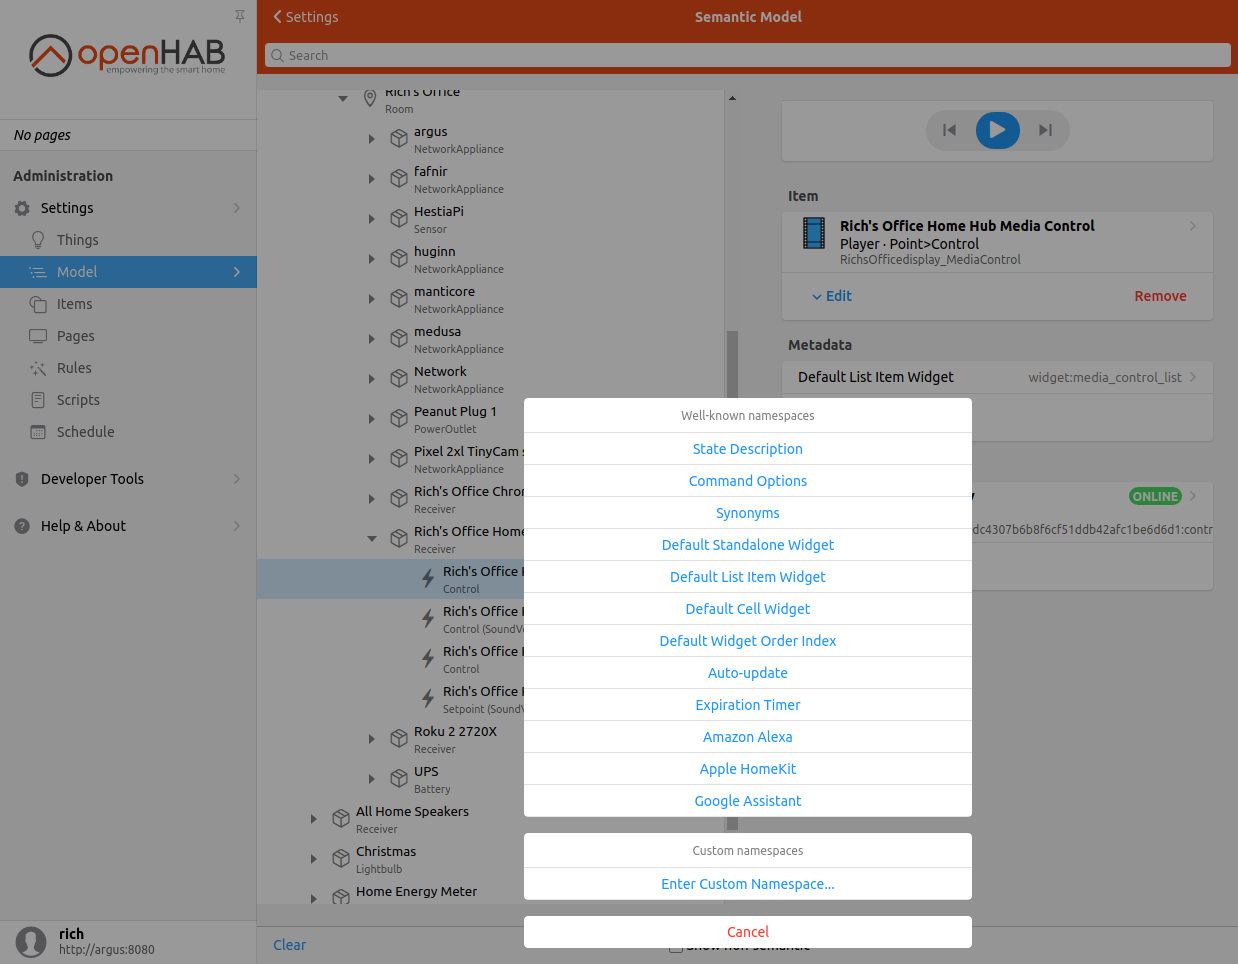 openHAB
empowering the smart home
No pages
Administration
Settings
Things
Model
Items
Pages
Rules
Scripts
Schedule
Developer Tools
Help & About
rich
http://argus:8080
Settings
Semantic Model
Search
Rich's Office
Room
argus
NetworkAppliance
fafnir
NetworkAppliance
HestiaPi
Sensor
huginn
NetworkAppliance
manticore
NetworkAppliance
medusa
NetworkAppliance
Network
NetworkAppliance
Peanut Plug 1
PowerOutlet
Pixel 2xl TinyCam
NetworkAppliance
Rich's Office Chro
Receiver
Rich's Office Home
Receiver
Rich's Office
Control
Rich's Office
Control (SoundV
Rich's Office
Control
Rich's Office
Setpoint (SoundV
Roku 2 2720X
Receiver
UPS
Battery
All Home Speakers
Receiver
Christmas
Lightbulb
Home Energy Meter
Clear
Item
Rich's Office Home Hub Media Control
Player · Point>Control
RichsOfficedisplay_MediaControl
Edit
Remove
Metadata
Default List Item Widget
widget:media_control_list
ONLINE
dc4307b6b8f6cf51ddb42afc1be6d6d1:contr
Well-known namespaces
State Description
Command Options
Synonyms
Default Standalone Widget
Default List Item Widget
Default Cell Widget
Default Widget Order Index
Auto-update
Expiration Timer
Amazon Alexa
Apple HomeKit
Google Assistant
Custom namespaces
Enter Custom Namespace...
Cancel